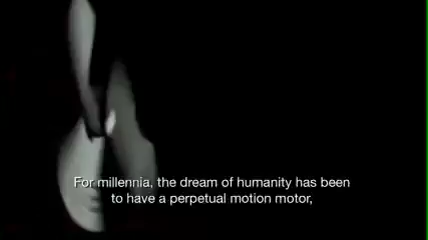 For millennia, the dream of humanity has been
to have a perpetual motion motor,